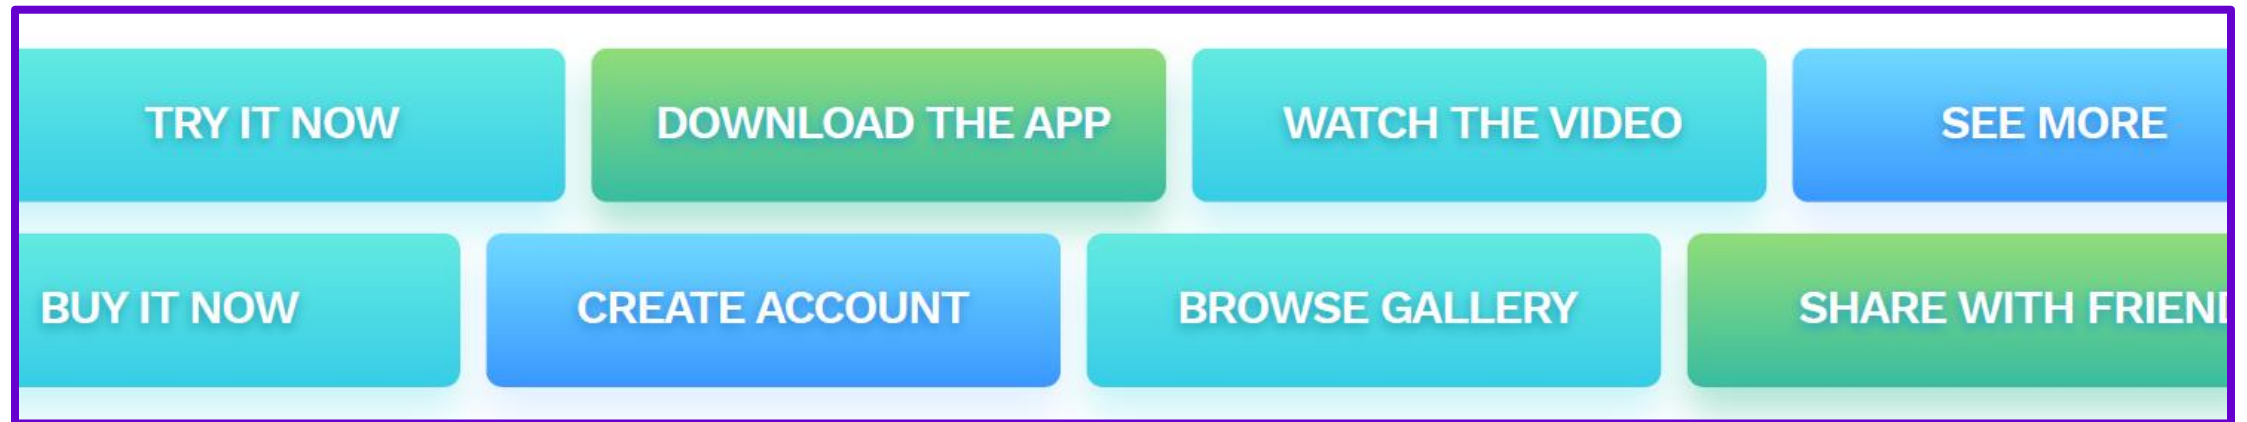 TRY IT NOW
DOWNLOAD THE APP
WATCH THE VIDEO
SEE MORE
BUY IT NOW
CREATE ACCOUNT
BROWSE GALLERY
SHARE WITH FRIEND